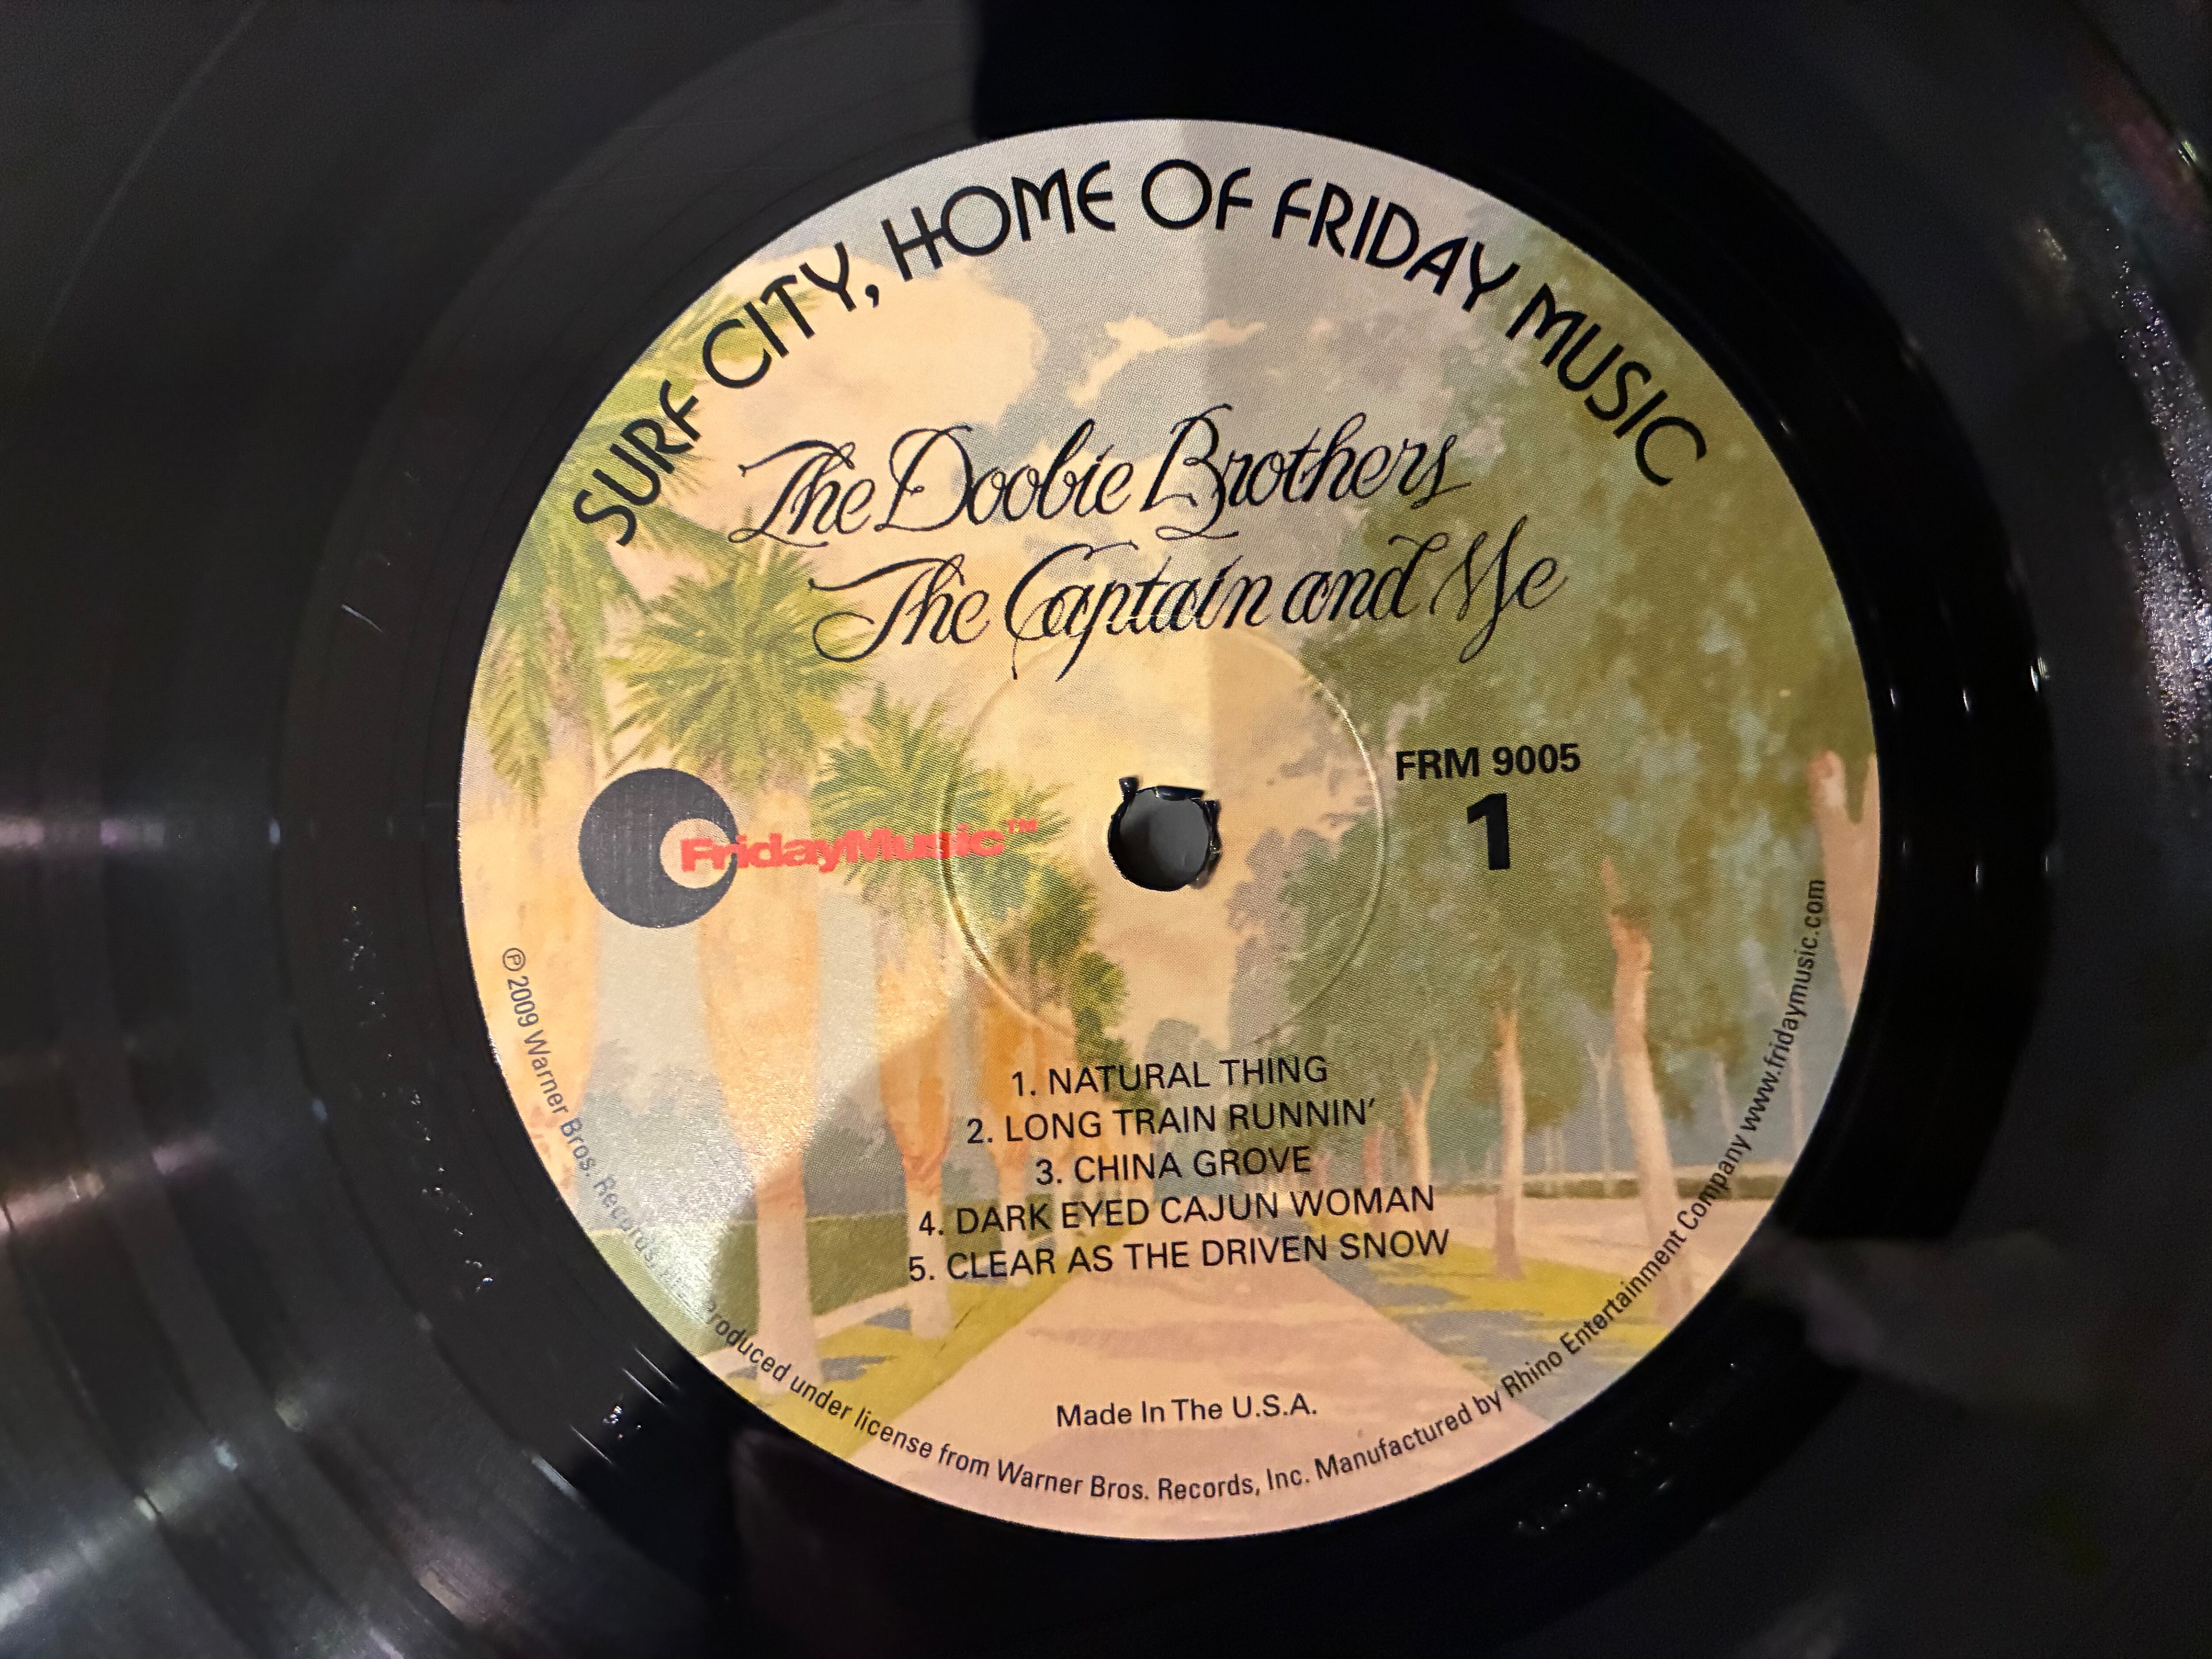 SURF CITY, HOME OF FRIDAY MUSIC
The Doobie Brothers
The Captain and Me
FRM 9005
1
FridayMusic™
1. NATURAL THING
2. LONG TRAIN RUNNIN'
3. CHINA GROVE
4. DARK EYED CAJUN WOMAN
5. CLEAR AS THE DRIVEN SNOW
Made In The U.S.A.
℗ 2009 Warner Bros. Records, under license from Warner Bros. Records, Inc. Manufactured by Rhino Entertainment Company www.fridaymusic.com